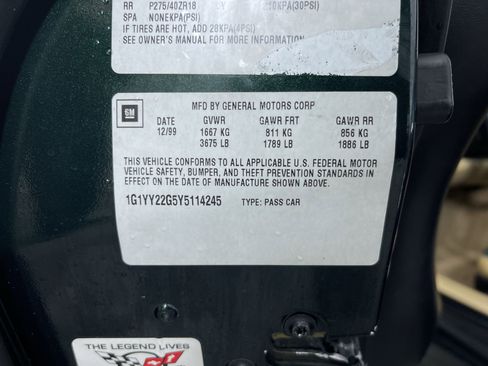 RR P275/40ZR18 KPA(30PSI)
SPA NONEKPA(PSI)
IF TIRES ARE HOT, ADD 28KPA(4PSI)
SEE OWNER'S MANUAL FOR MORE INFORMATION
GM
MFD BY GENERAL MOTORS CORP
DATE GVWR GAWR FRT GAWR RR
12/99 1667 KG 811 KG 856 KG
3675 LB 1789 LB 1886 LB
THIS VEHICLE CONFORMS TO ALL APPLICABLE U.S. FEDERAL MOTOR
VEHICLE SAFETY, BUMPER, AND THEFT PREVENTION STANDARDS IN
EFFECT ON THE DATE OF MANUFACTURE SHOWN ABOVE.
1G1YY22G5Y5114245 TYPE: PASS CAR
THE LEGEND LIVES